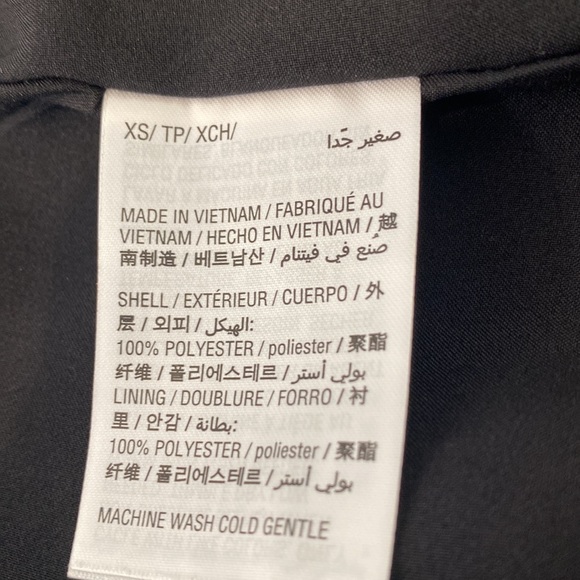 XS/ TP/ XCH/ صغير جّدا
MADE IN VIETNAM / FABRIQUÉ AU
VIETNAM / HECHO EN VIETNAM / 越
南制造 / 베트남산 / صُنع في فيتنام
SHELL / EXTÉRIEUR / CUERPO / 外
层 / 외피 / الهيكل:
100% POLYESTER / poliester / 聚酯
纤维 / 폴리에스테르 / بولي أستر
LINING / DOUBLURE / FORRO / 衬
里 / 안감 / بطانة:
100% POLYESTER / poliester / 聚酯
纤维 / 폴리에스테르 / بولي أستر
MACHINE WASH COLD GENTLE